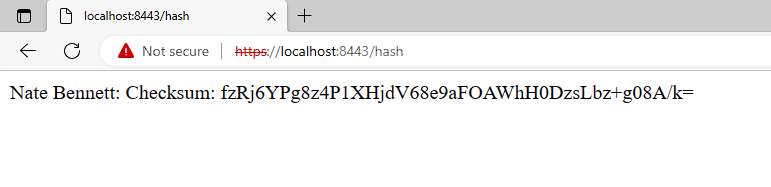 localhost:8443/hash
Not secure https://localhost:8443/hash
Nate Bennett: Checksum: fzRj6YPg8z4P1XHjdV68e9aFOAWhH0DzsLbz+g08A/k=